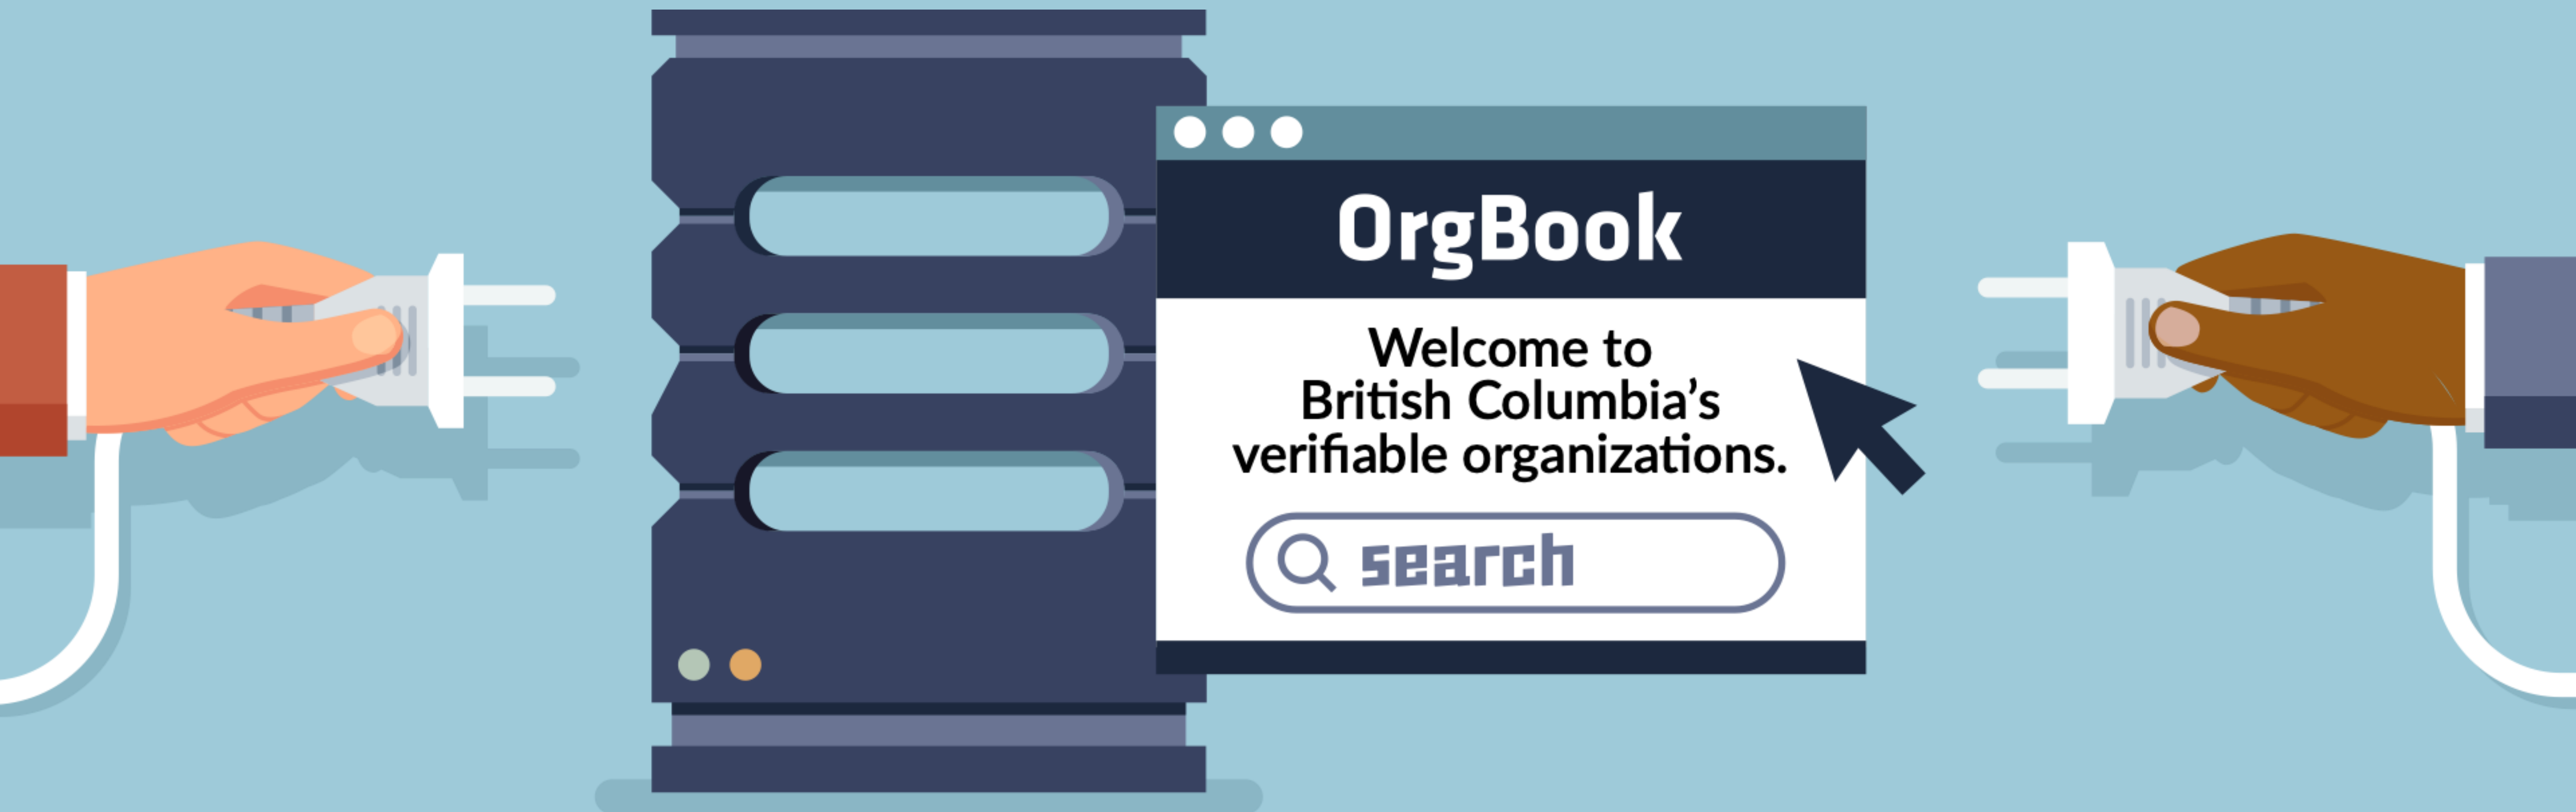 OrgBook
Welcome to
British Columbia’s
verifiable organizations.
search